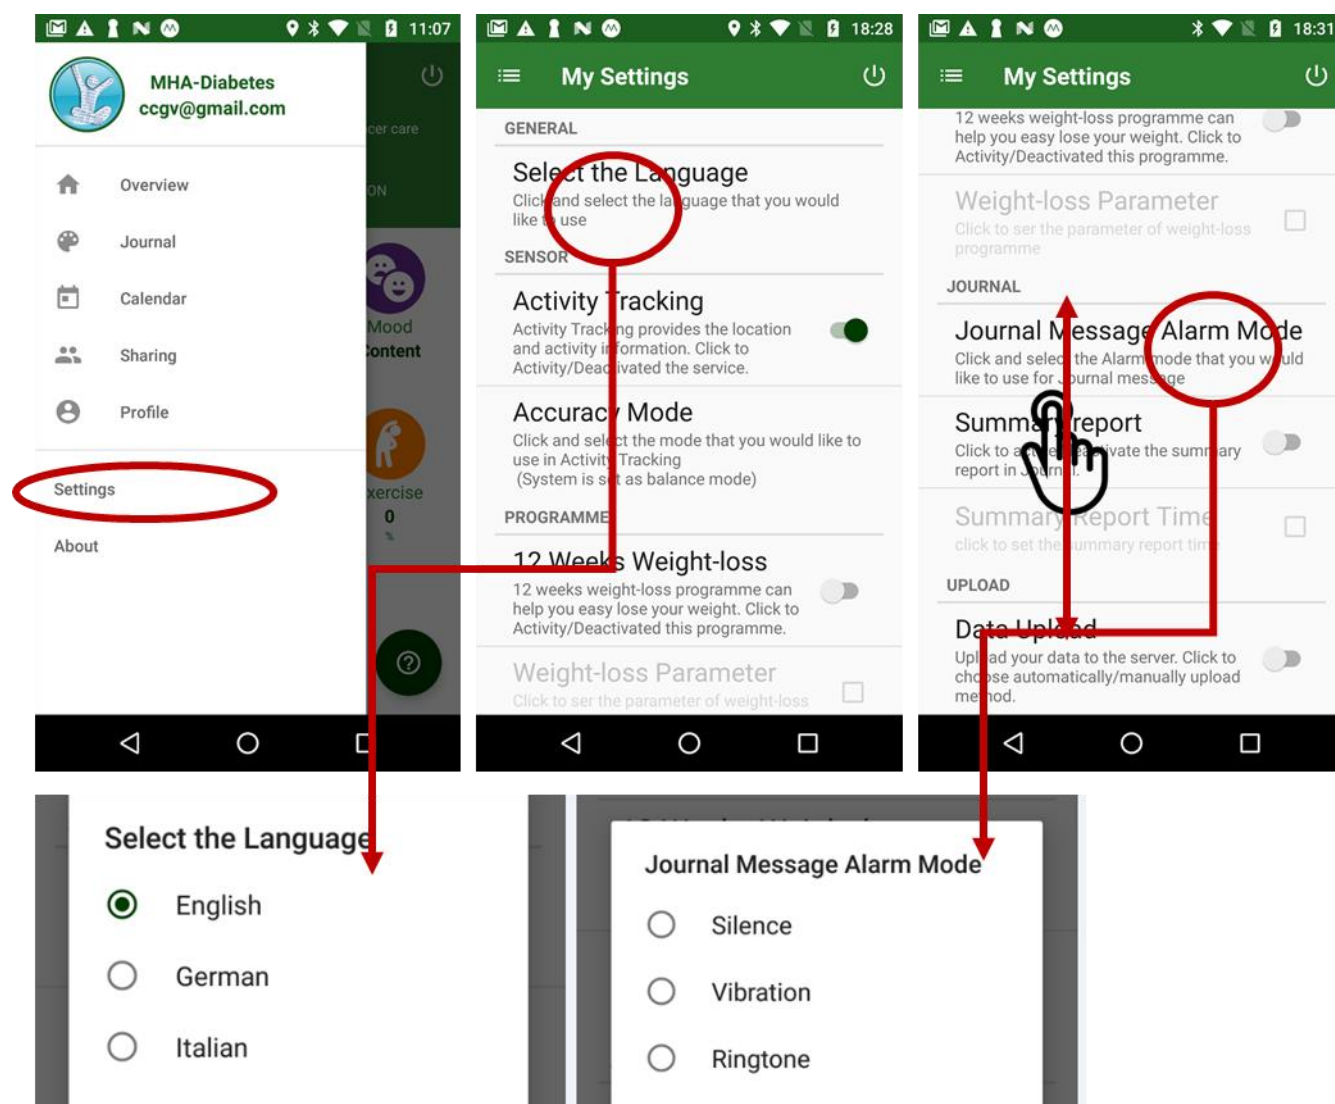 11:07
MHA-Diabetes
ccgv@gmail.com
cer care
Overview
ON
Journal
Calendar
Mood
Content
Sharing
Profile
Settings
xercise
0
%
About
18:28
My Settings
GENERAL
Select the Language
Click and select the language that you would
like to use
SENSOR
Activity Tracking
Activity Tracking provides the location
and activity information. Click to
Activity/Deactivated the service.
Accuracy Mode
Click and select the mode that you would like to
use in Activity Tracking
(System is set as balance mode)
PROGRAMME
12 Weeks Weight-loss
12 weeks weight-loss programme can
help you easy lose your weight. Click to
Activity/Deactivated this programme.
Weight-loss Parameter
Click to ser the parameter of weight-loss
18:31
My Settings
12 weeks weight-loss programme can
help you easy lose your weight. Click to
Activity/Deactivated this programme.
Weight-loss Parameter
Click to ser the parameter of weight-loss
programme
JOURNAL
Journal Message Alarm Mode
Click and select the Alarm mode that you would
like to use for Journal message
Summary report
Click to the summary
report in Journal.
Summary Report Time
click to set the summary report time
UPLOAD
Data Upload
Upload your data to the server. Click to
choose automatically/manually upload
method.
Select the Language
English
German
Italian
Journal Message Alarm Mode
Silence
Vibration
Ringtone